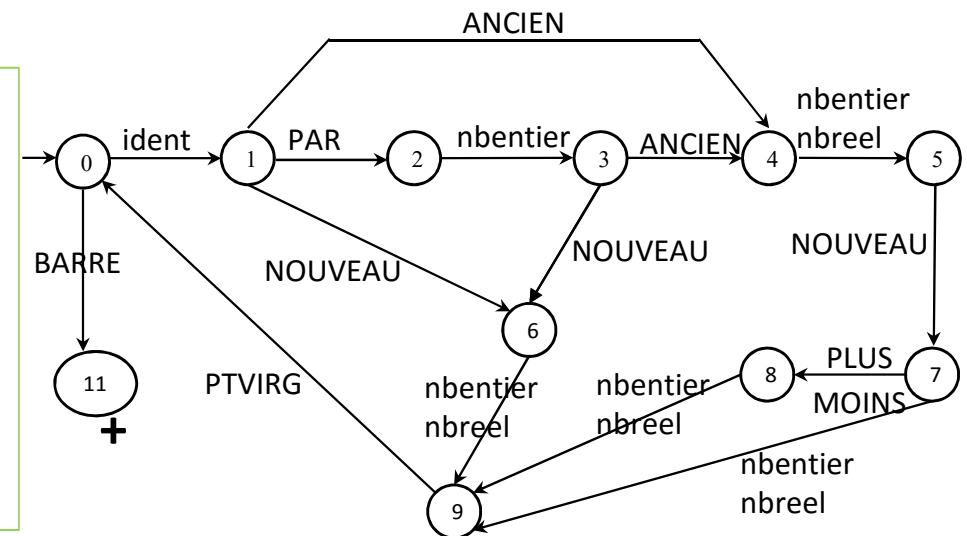 ANCIEN
nbentier
nbreel
ident
PAR
nbentier
ANCIEN
0
1
2
3
4
5
BARRE
NOUVEAU
NOUVEAU
NOUVEAU
6
11
PTVIRG
nbentier
nbreel
nbentier
nbreel
8
PLUS
MOINS
7
+
nbentier
nbreel
9